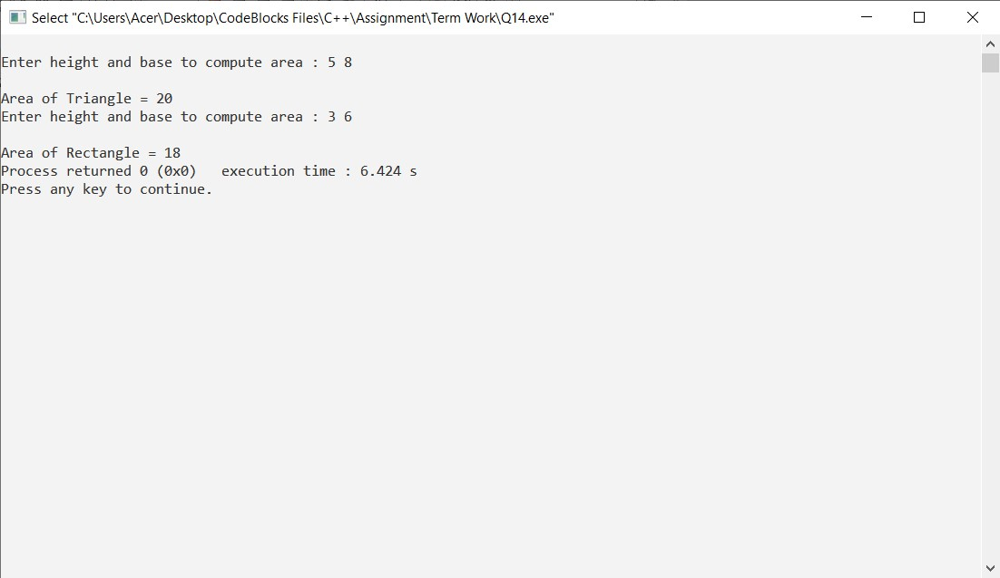 Select "C:\Users\Acer\Desktop\CodeBlocks Files\C++\Assignment\Term Work\Q14.exe"
Enter height and base to compute area : 5 8
Area of Triangle = 20
Enter height and base to compute area : 3 6
Area of Rectangle = 18
Process returned 0 (0x0)   execution time : 6.424 s
Press any key to continue.